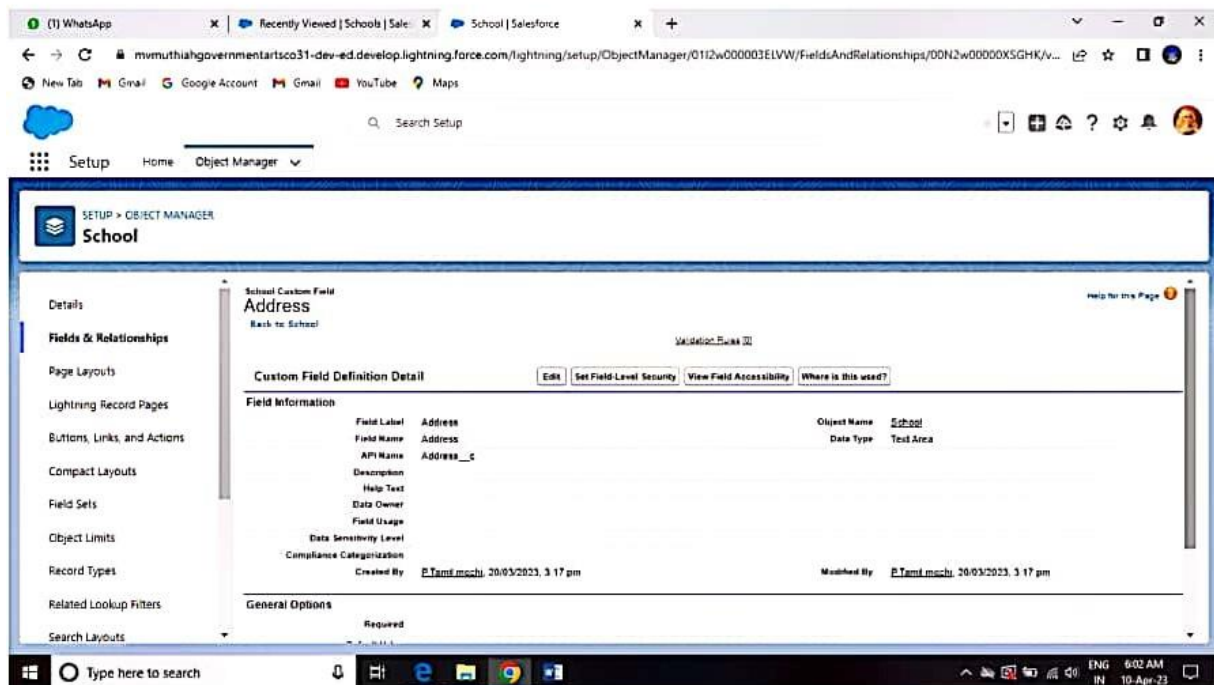 (1) WhatsApp
Recently Viewed | Schools | Sale
School | Salesforce
mvmuthiahgovernmentartsco31-dev-ed.develop.lightning.force.com/lightning/setup/ObjectManager/01I2w000003ELVW/FieldsAndRelationships/00N2w00000XSGHK/v...
New Tab Gmail Google Account Gmail YouTube Maps
Search Setup
Setup Home Object Manager
SETUP > OBJECT MANAGER
School
Details
Fields & Relationships
Page Layouts
Lightning Record Pages
Buttons, Links, and Actions
Compact Layouts
Field Sets
Object Limits
Record Types
Related Lookup Filters
Search Layouts
School Custom Field
Address
Back to School
Help for this Page
Validation Rules [0]
Custom Field Definition Detail
Edit Set Field-Level Security View Field Accessibility Where is this used?
Field Information
Field Label Address Object Name School
Field Name Address Data Type Text Area
API Name Address__c
Description
Help Text
Data Owner
Field Usage
Data Sensitivity Level
Compliance Categorization
Created By P.Tamil mozhi, 20/03/2023, 3:17 pm Modified By P.Tamil mozhi, 20/03/2023, 3:17 pm
General Options
Required
Type here to search
ENG 6:02 AM
IN 10-Apr-23